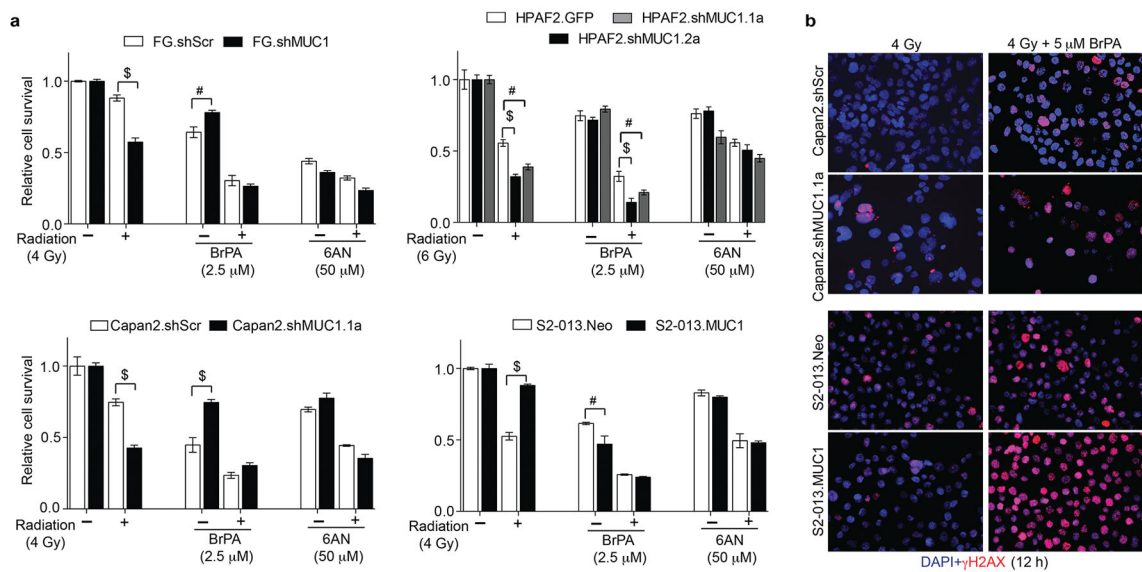 a
FG.shScr FG.shMUC1
Relative cell survival
1.0
0.5
0.0
$
#
Radiation
(4 Gy)
− + − + − +
BrPA
(2.5 μM)
6AN
(50 μM)
HPAF2.GFP HPAF2.shMUC1.1a
HPAF2.shMUC1.2a
Relative cell survival
1.0
0.5
0.0
#
$
#
$
Radiation
(6 Gy)
− + − + − +
BrPA
(2.5 μM)
6AN
(50 μM)
Capan2.shScr Capan2.shMUC1.1a
Relative cell survival
1.0
0.5
0.0
$
$
Radiation
(4 Gy)
− + − + − +
BrPA
(2.5 μM)
6AN
(50 μM)
S2-013.Neo S2-013.MUC1
Relative cell survival
1.0
0.5
0.0
$
#
Radiation
(4 Gy)
− + − + − +
BrPA
(2.5 μM)
6AN
(50 μM)
b
4 Gy 4 Gy + 5 μM BrPA
Capan2.shScr
Capan2.shMUC1.1a
S2-013.Neo
S2-013.MUC1
DAPI+γH2AX (12 h)